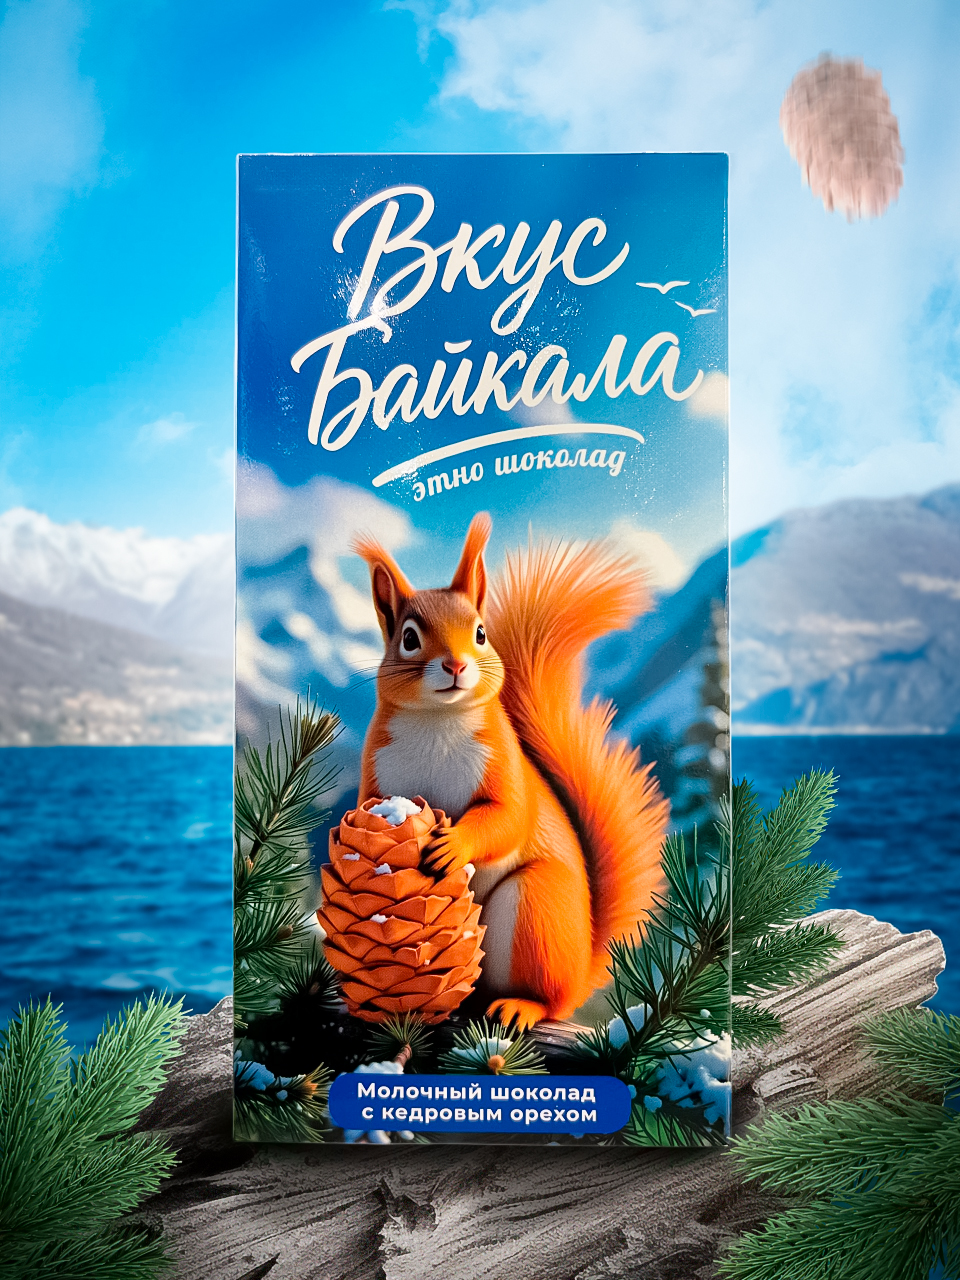 Вкус
Байкала
этно шоколад
Молочный шоколад
с кедровым орехом